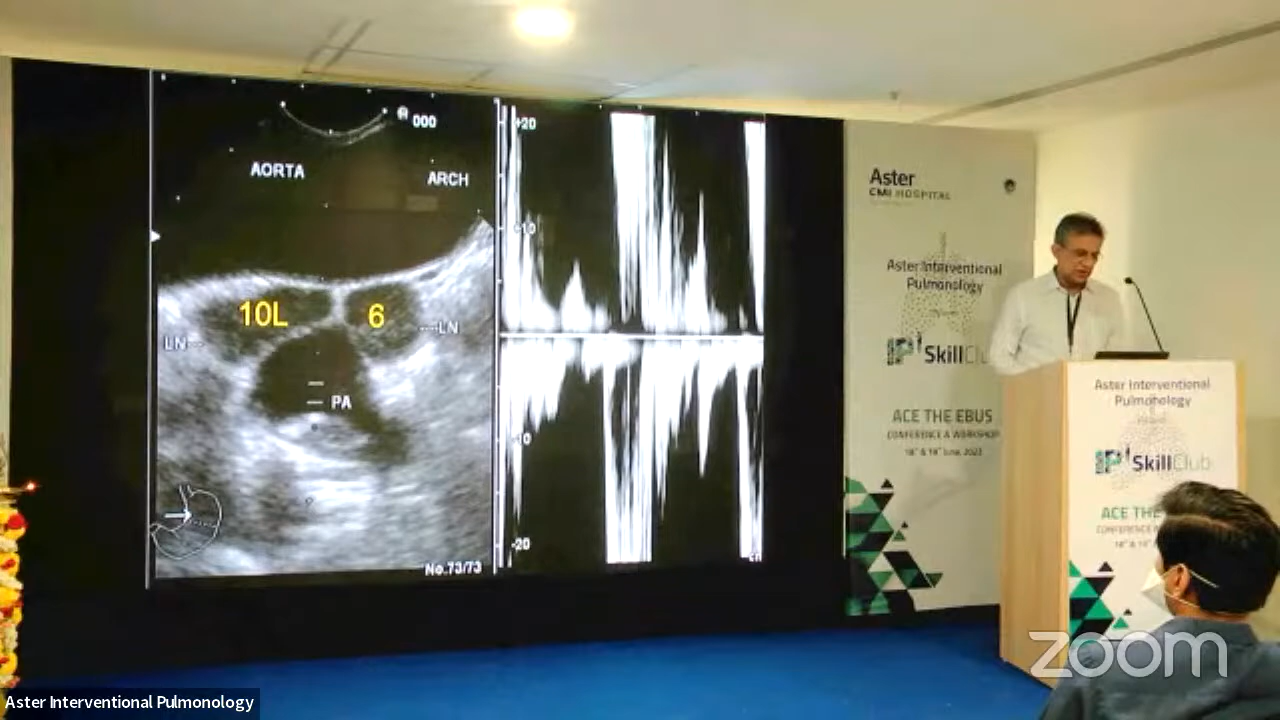 000
AORTA
ARCH
10L
6
LN
LN
PA
No.73/73
+20
+10
-10
-20
Aster
CMI HOSPITAL
Aster Interventional
Pulmonology
IP SkillClub
ACE THE EBUS
CONFERENCE & WORKSHOP
Aster Interventional
Pulmonology
IP SkillClub
ACE THE
CONFERENCE
zoom
Aster Interventional Pulmonology